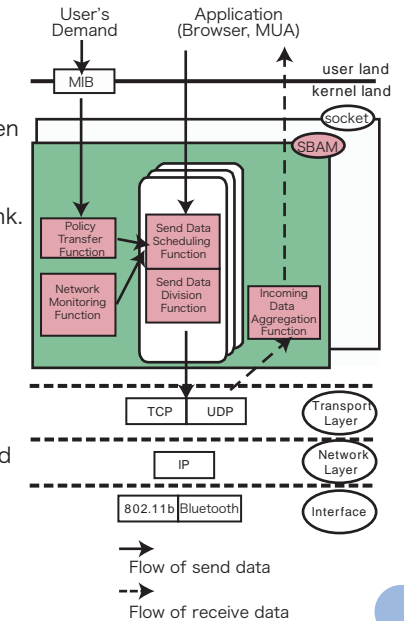 User's
Demand
Application
(Browser, MUA)
MIB
user land
kernel land
en
socket
SBAM
nk.
Policy
Transfer
Function
Send Data
Scheduling
Function
Network
Monitoring
Function
Send Data
Division
Function
Incoming
Data
Aggregation
Function
TCP
UDP
Transport
Layer
d
IP
Network
Layer
802.11b
Bluetooth
Interface
Flow of send data
Flow of receive data